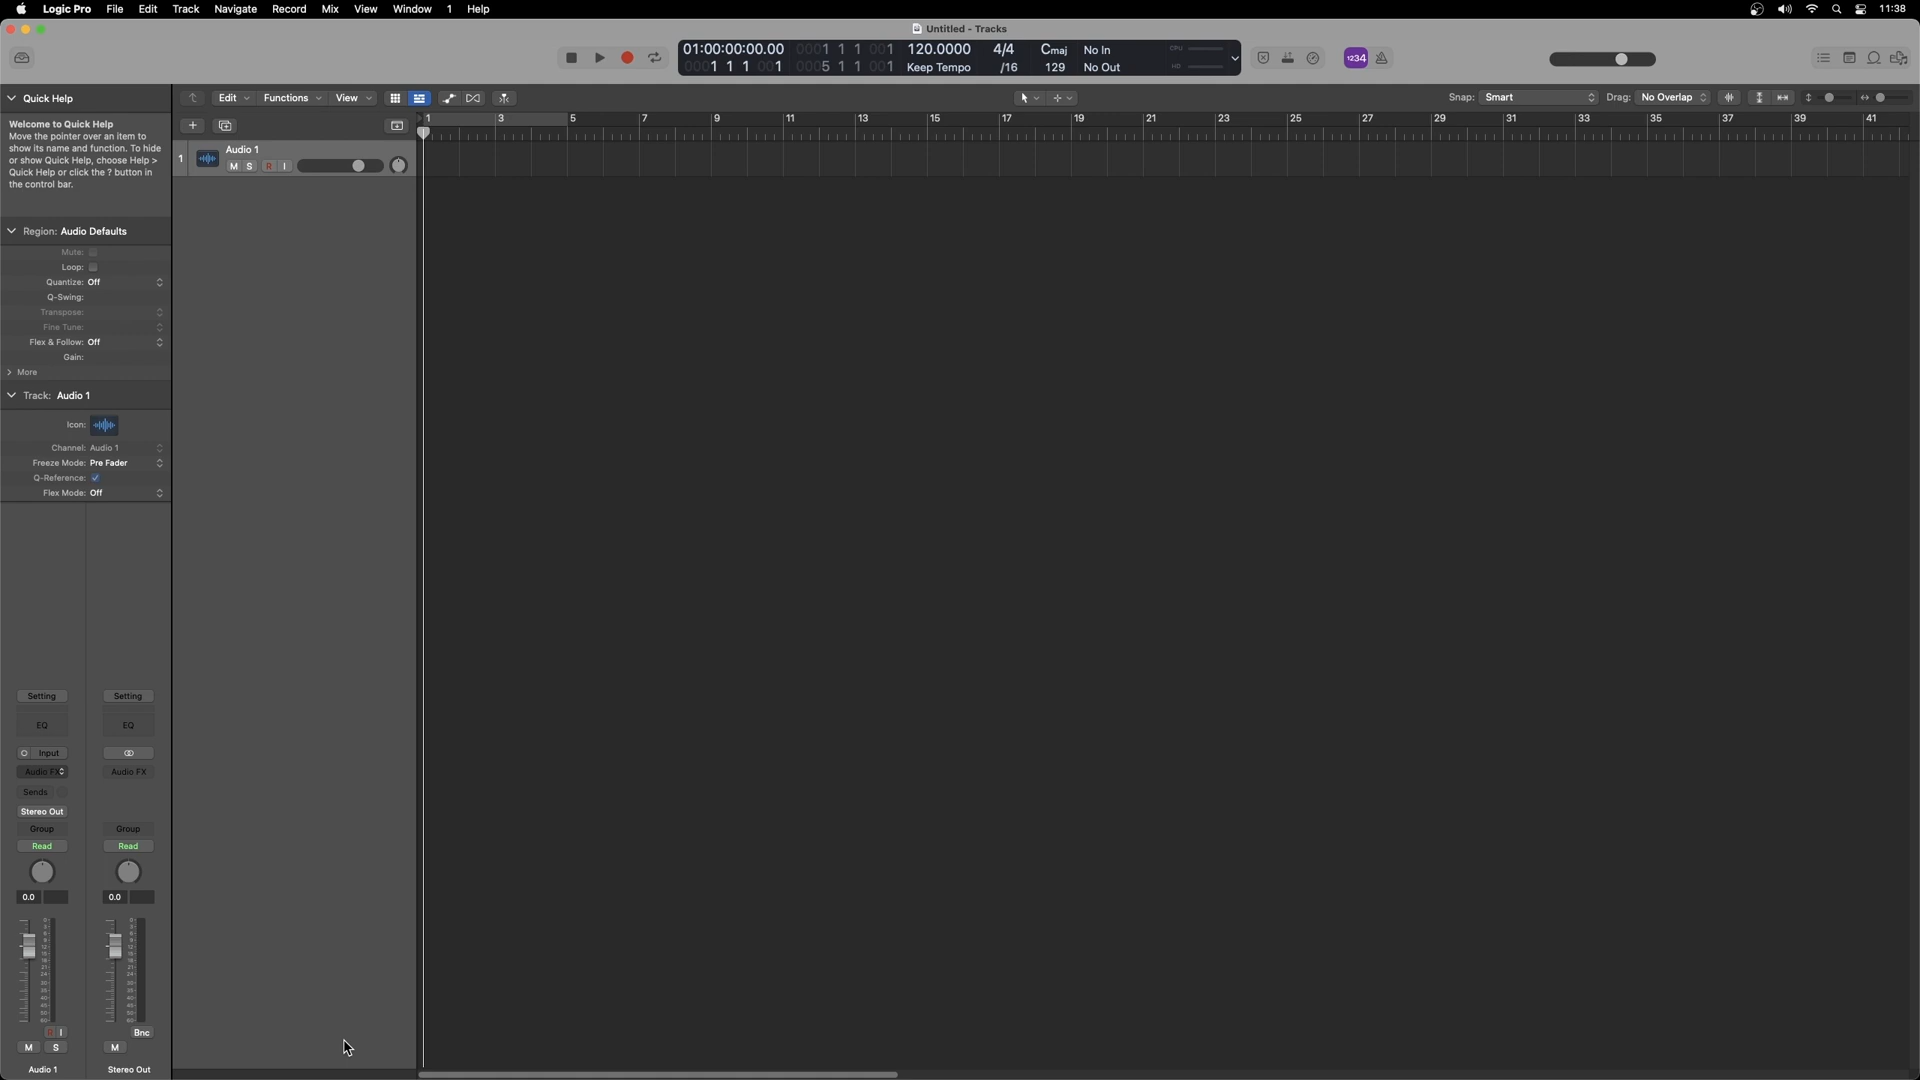 Logic Pro File Edit Track Navigate Record Mix View Window 1 Help 11:38
Untitled - Tracks
01:00:00:00.00 0001 1 1 001 120.0000 4/4 Cmaj No In CPU
0001 1 1 001 0005 1 1 001 Keep Tempo /16 129 No Out HD
1234
Quick Help
Edit Functions View Snap: Smart Drag: No Overlap
Welcome to Quick Help
Move the pointer over an item to
show its name and function. To hide
or show Quick Help, choose Help >
Quick Help or click the ? button in
the control bar.
1 3 5 7 9 11 13 15 17 19 21 23 25 27 29 31 33 35 37 39 41
1 Audio 1
M S R I
Region: Audio Defaults
Mute:
Loop:
Quantize: Off
Q-Swing:
Transpose:
Fine Tune:
Flex & Follow: Off
Gain:
More
Track: Audio 1
Icon:
Channel: Audio 1
Freeze Mode: Pre Fader
Q-Reference:
Flex Mode: Off
Setting Setting
EQ EQ
Input
Audio FX Audio FX
Sends
Stereo Out
Group Group
Read Read
0.0 0.0
R I Bnc
M S M
Audio 1 Stereo Out